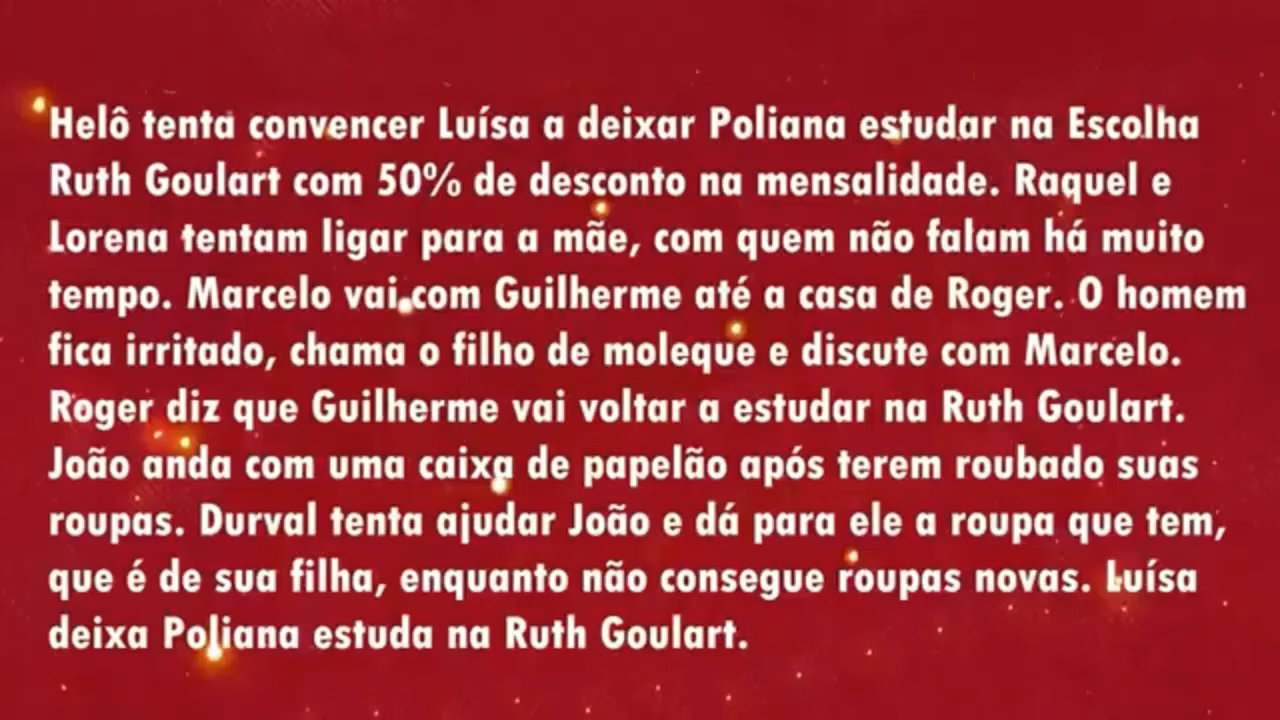 Helô tenta convencer Luísa a deixar Poliana estudar na Escolha
Ruth Goulart com 50% de desconto na mensalidade. Raquel e
Lorena tentam ligar para a mãe, com quem não falam há muito
tempo. Marcelo vai com Guilherme até a casa de Roger. O homem
fica irritado, chama o filho de moleque e discute com Marcelo.
Roger diz que Guilherme vai voltar a estudar na Ruth Goulart.
João anda com uma caixa de papelão após terem roubado suas
roupas. Durval tenta ajudar João e dá para ele a roupa que tem,
que é de sua filha, enquanto não consegue roupas novas. Luísa
deixa Poliana estuda na Ruth Goulart.